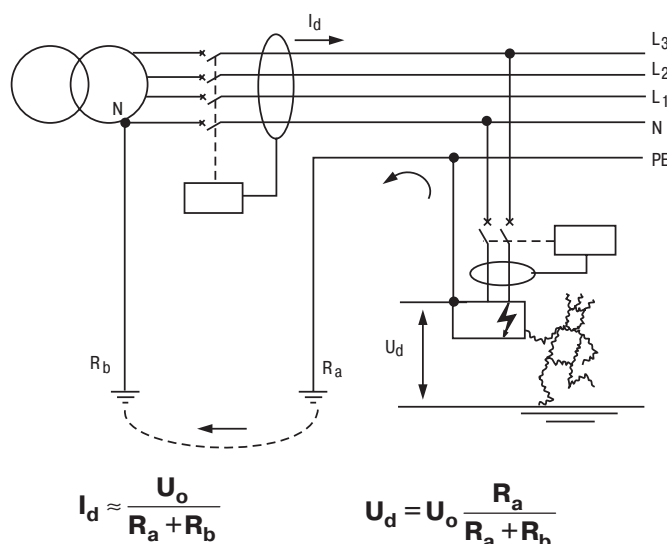 I_d
L_3
L_2
L_1
N
N
PE
U_d
R_b
R_a
I_d ≈ U_o / (R_a + R_b)
U_d = U_o R_a / (R_a + R_b)